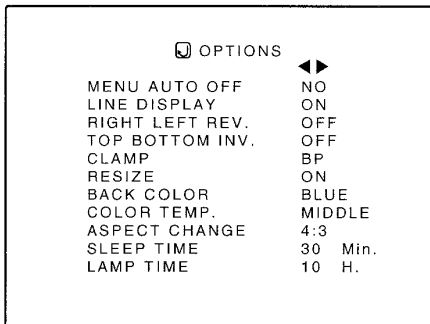 OPTIONS
◀▶
MENU AUTO OFF NO
LINE DISPLAY ON
RIGHT LEFT REV. OFF
TOP BOTTOM INV. OFF
CLAMP BP
RESIZE ON
BACK COLOR BLUE
COLOR TEMP. MIDDLE
ASPECT CHANGE 4:3
SLEEP TIME 30 Min.
LAMP TIME 10 H.